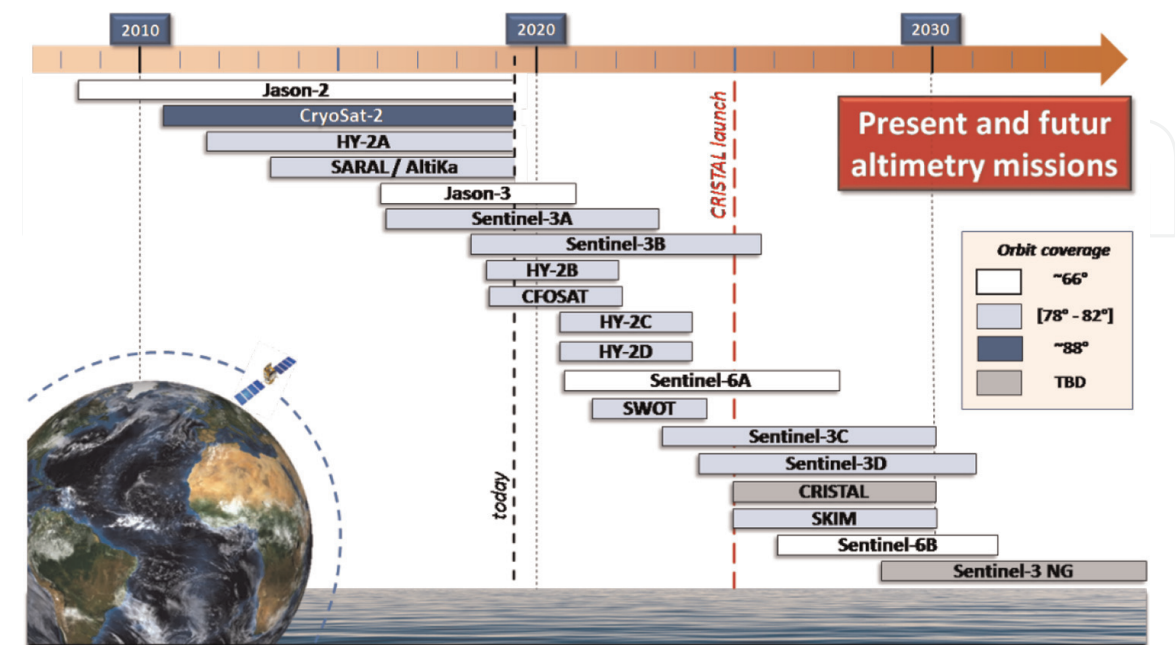 2010
2020
2030
Jason-2
CryoSat-2
HY-2A
SARAL / AltiKa
Jason-3
Sentinel-3A
Sentinel-3B
HY-2B
CFOSAT
HY-2C
HY-2D
Sentinel-6A
SWOT
Sentinel-3C
Sentinel-3D
CRISTAL
SKIM
Sentinel-6B
Sentinel-3 NG
today
CRISTAL launch
Present and futur
altimetry missions
Orbit coverage
~66°
[78° - 82°]
~88°
TBD